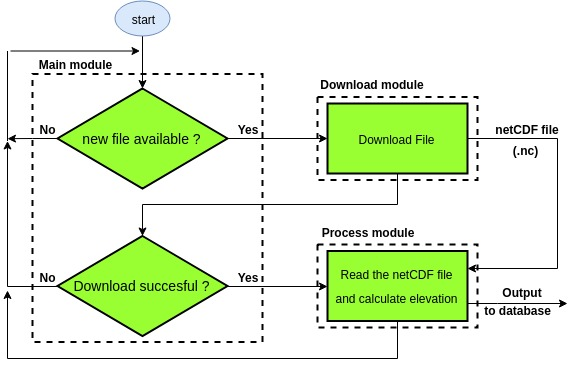 start
Main module
Download module
No
new file available ?
Yes
Download File
netCDF file
(.nc)
Process module
No
Download succesful ?
Yes
Read the netCDF file
and calculate elevation
Output
to database